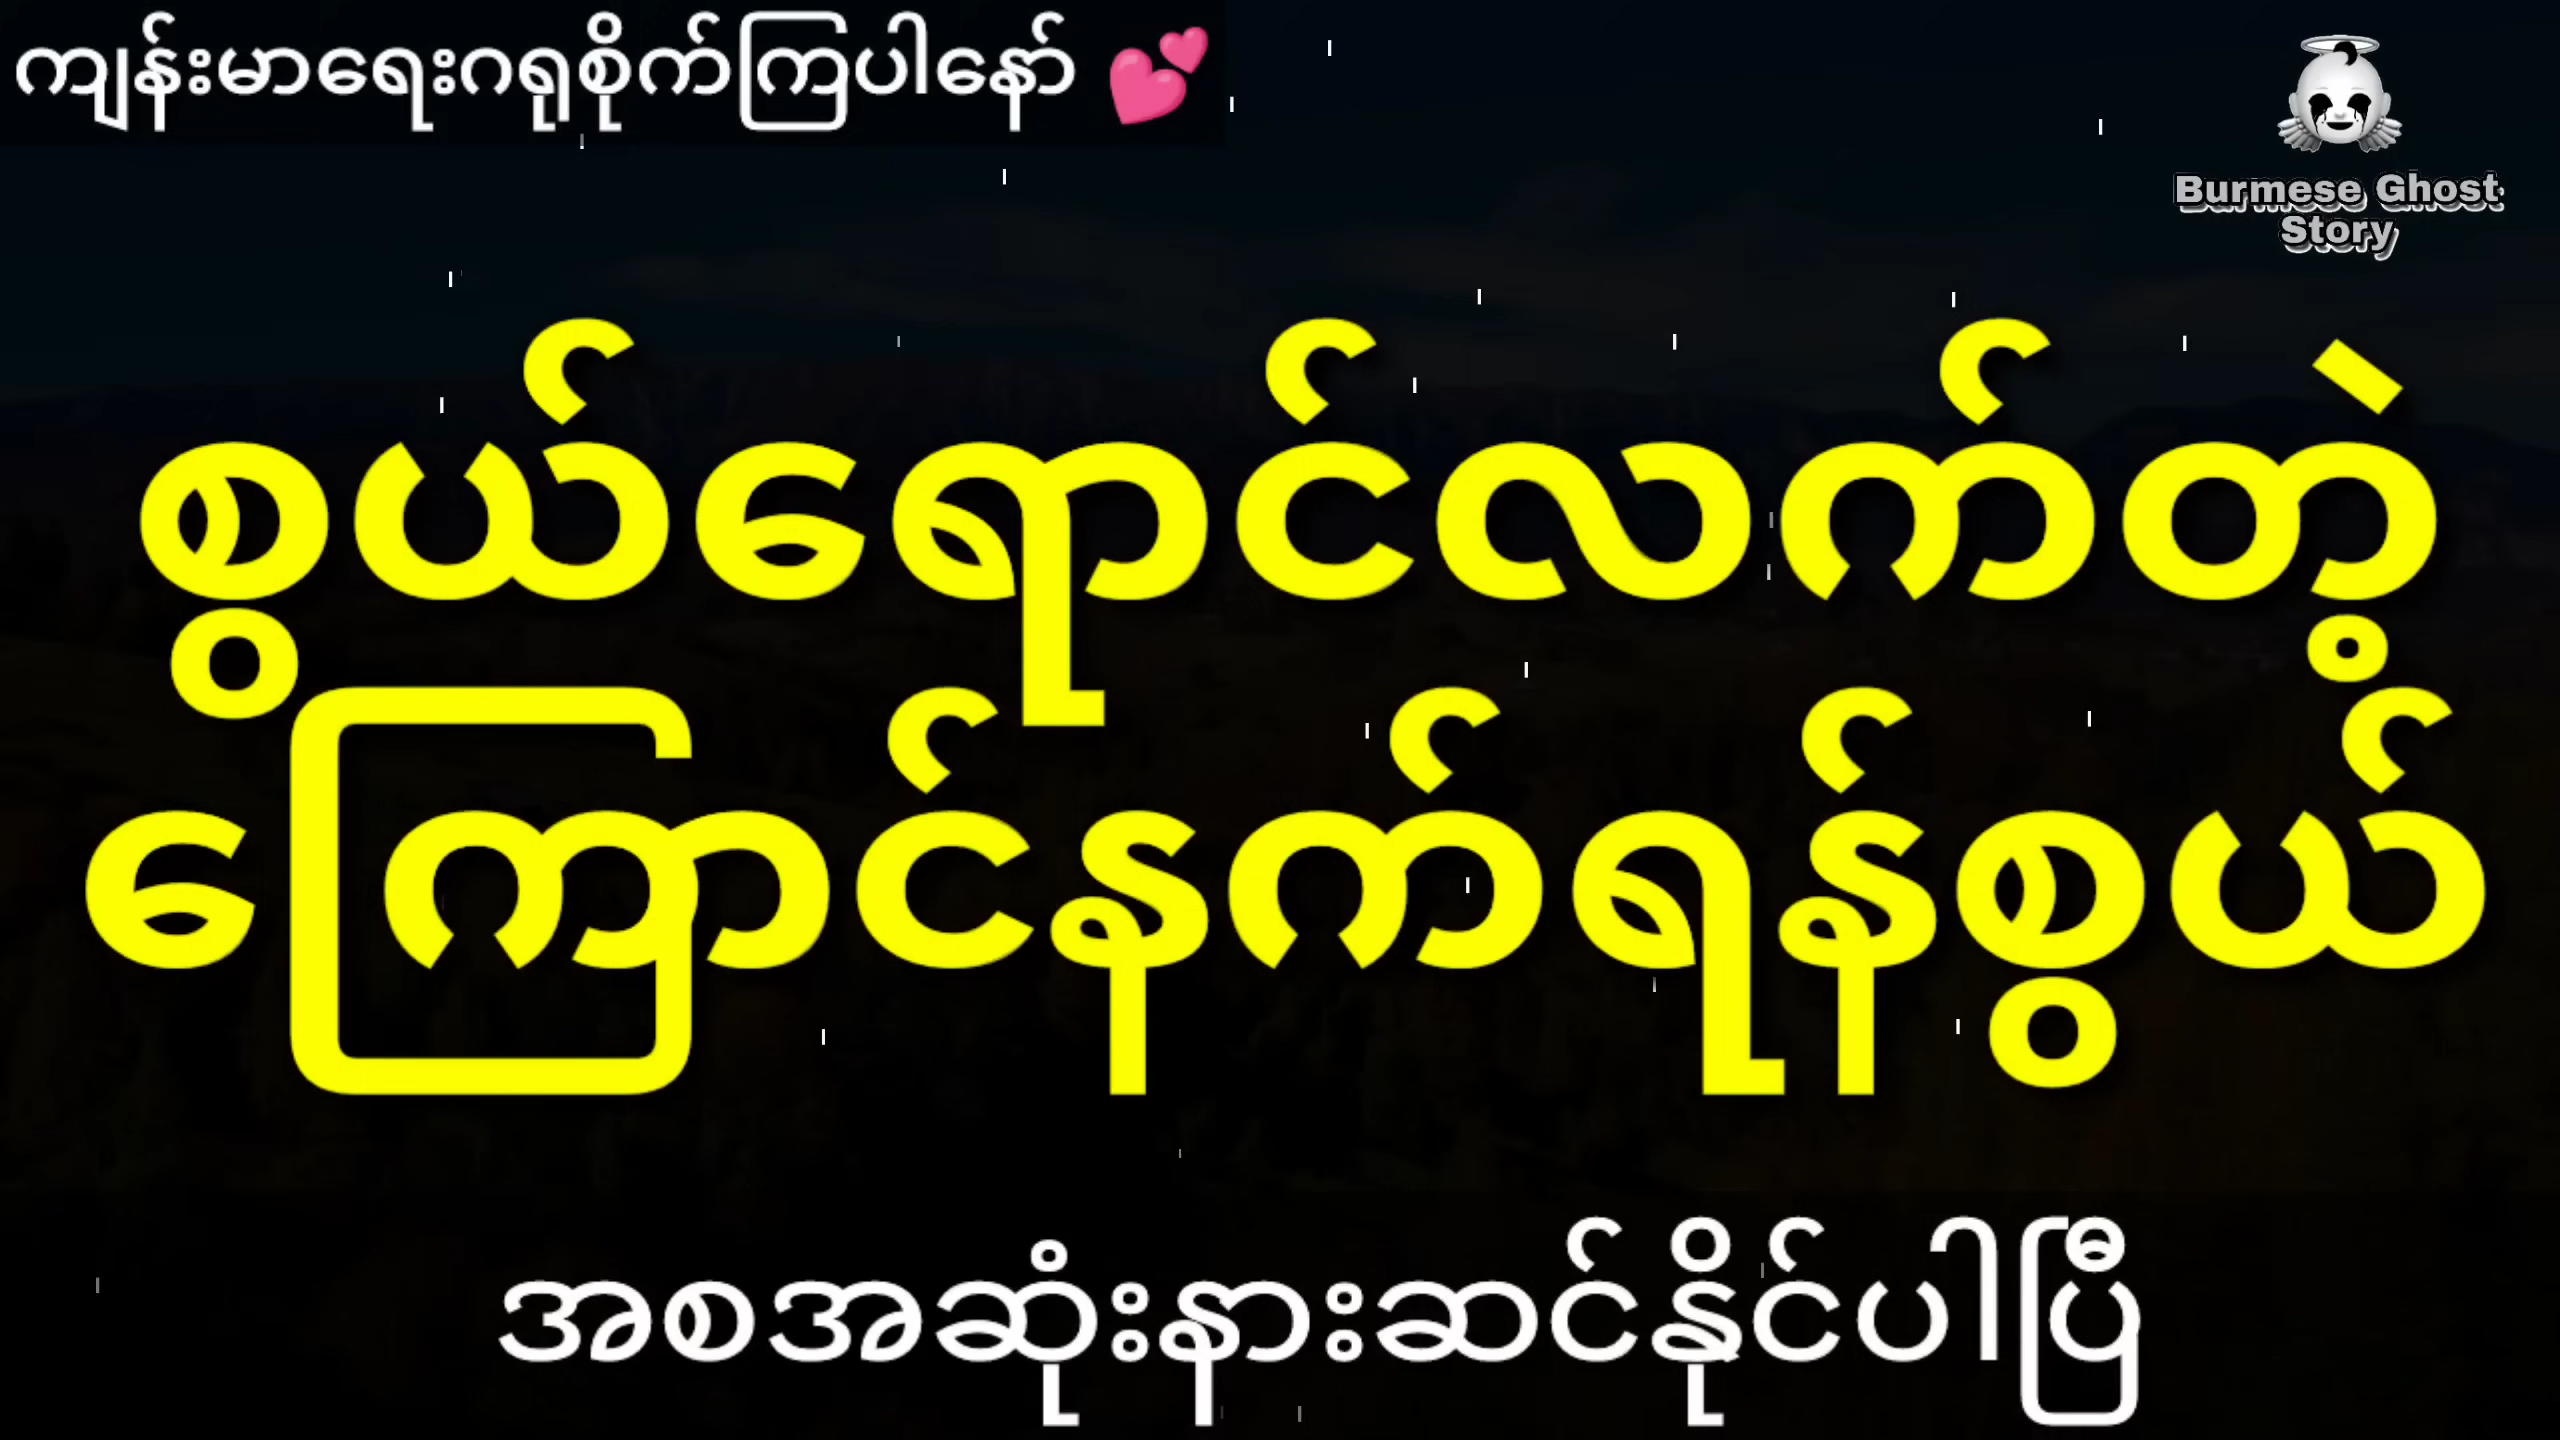 ကျန်းမာရေးဂရုစိုက်ကြပါနော် 💕
Burmese Ghost
Story
စွယ်ရောင်လက်တဲ့
ကြောင်နက်ရန်စွယ်
အစအဆုံးနားဆင်နိုင်ပါပြီ